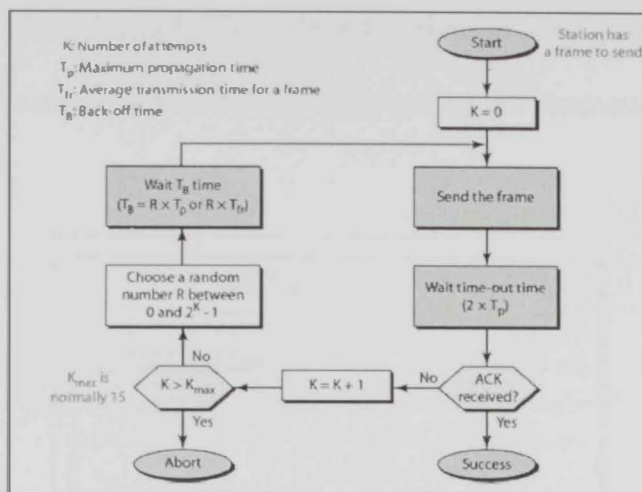 K: Number of attempts
Tp: Maximum propagation time
Tfr: Average transmission time for a frame
TB: Back-off time
Start
Station has
a frame to send
K = 0
Wait TB time
(TB = R × Tp or R × Tfr)
Send the frame
Choose a random
number R between
0 and 2^K - 1
Wait time-out time
(2 × Tp)
Kmax is
normally 15
No
K > Kmax
K = K + 1
No
ACK
received?
Yes
Yes
Abort
Success